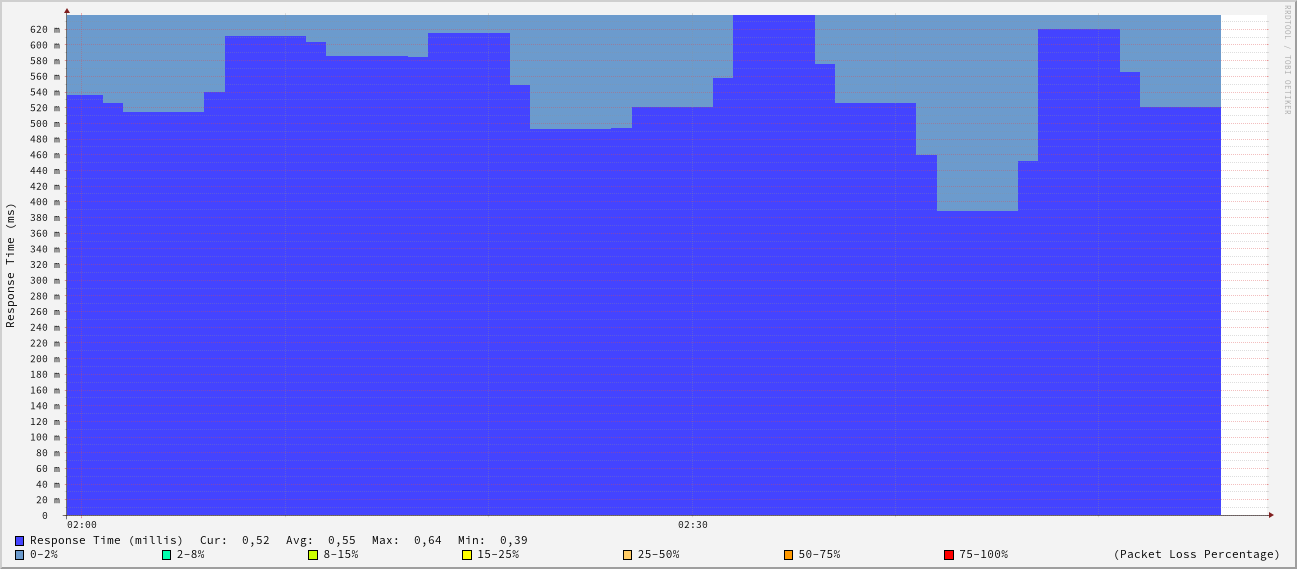 RRDTOOL / TOBI OETIKER
Response Time (ms)
620 m
600 m
580 m
560 m
540 m
520 m
500 m
480 m
460 m
440 m
420 m
400 m
380 m
360 m
340 m
320 m
300 m
280 m
260 m
240 m
220 m
200 m
180 m
160 m
140 m
120 m
100 m
80 m
60 m
40 m
20 m
0
02:00 02:30
Response Time (millis) Cur: 0,52 Avg: 0,55 Max: 0,64 Min: 0,39
0-2% 2-8% 8-15% 15-25% 25-50% 50-75% 75-100% (Packet Loss Percentage)